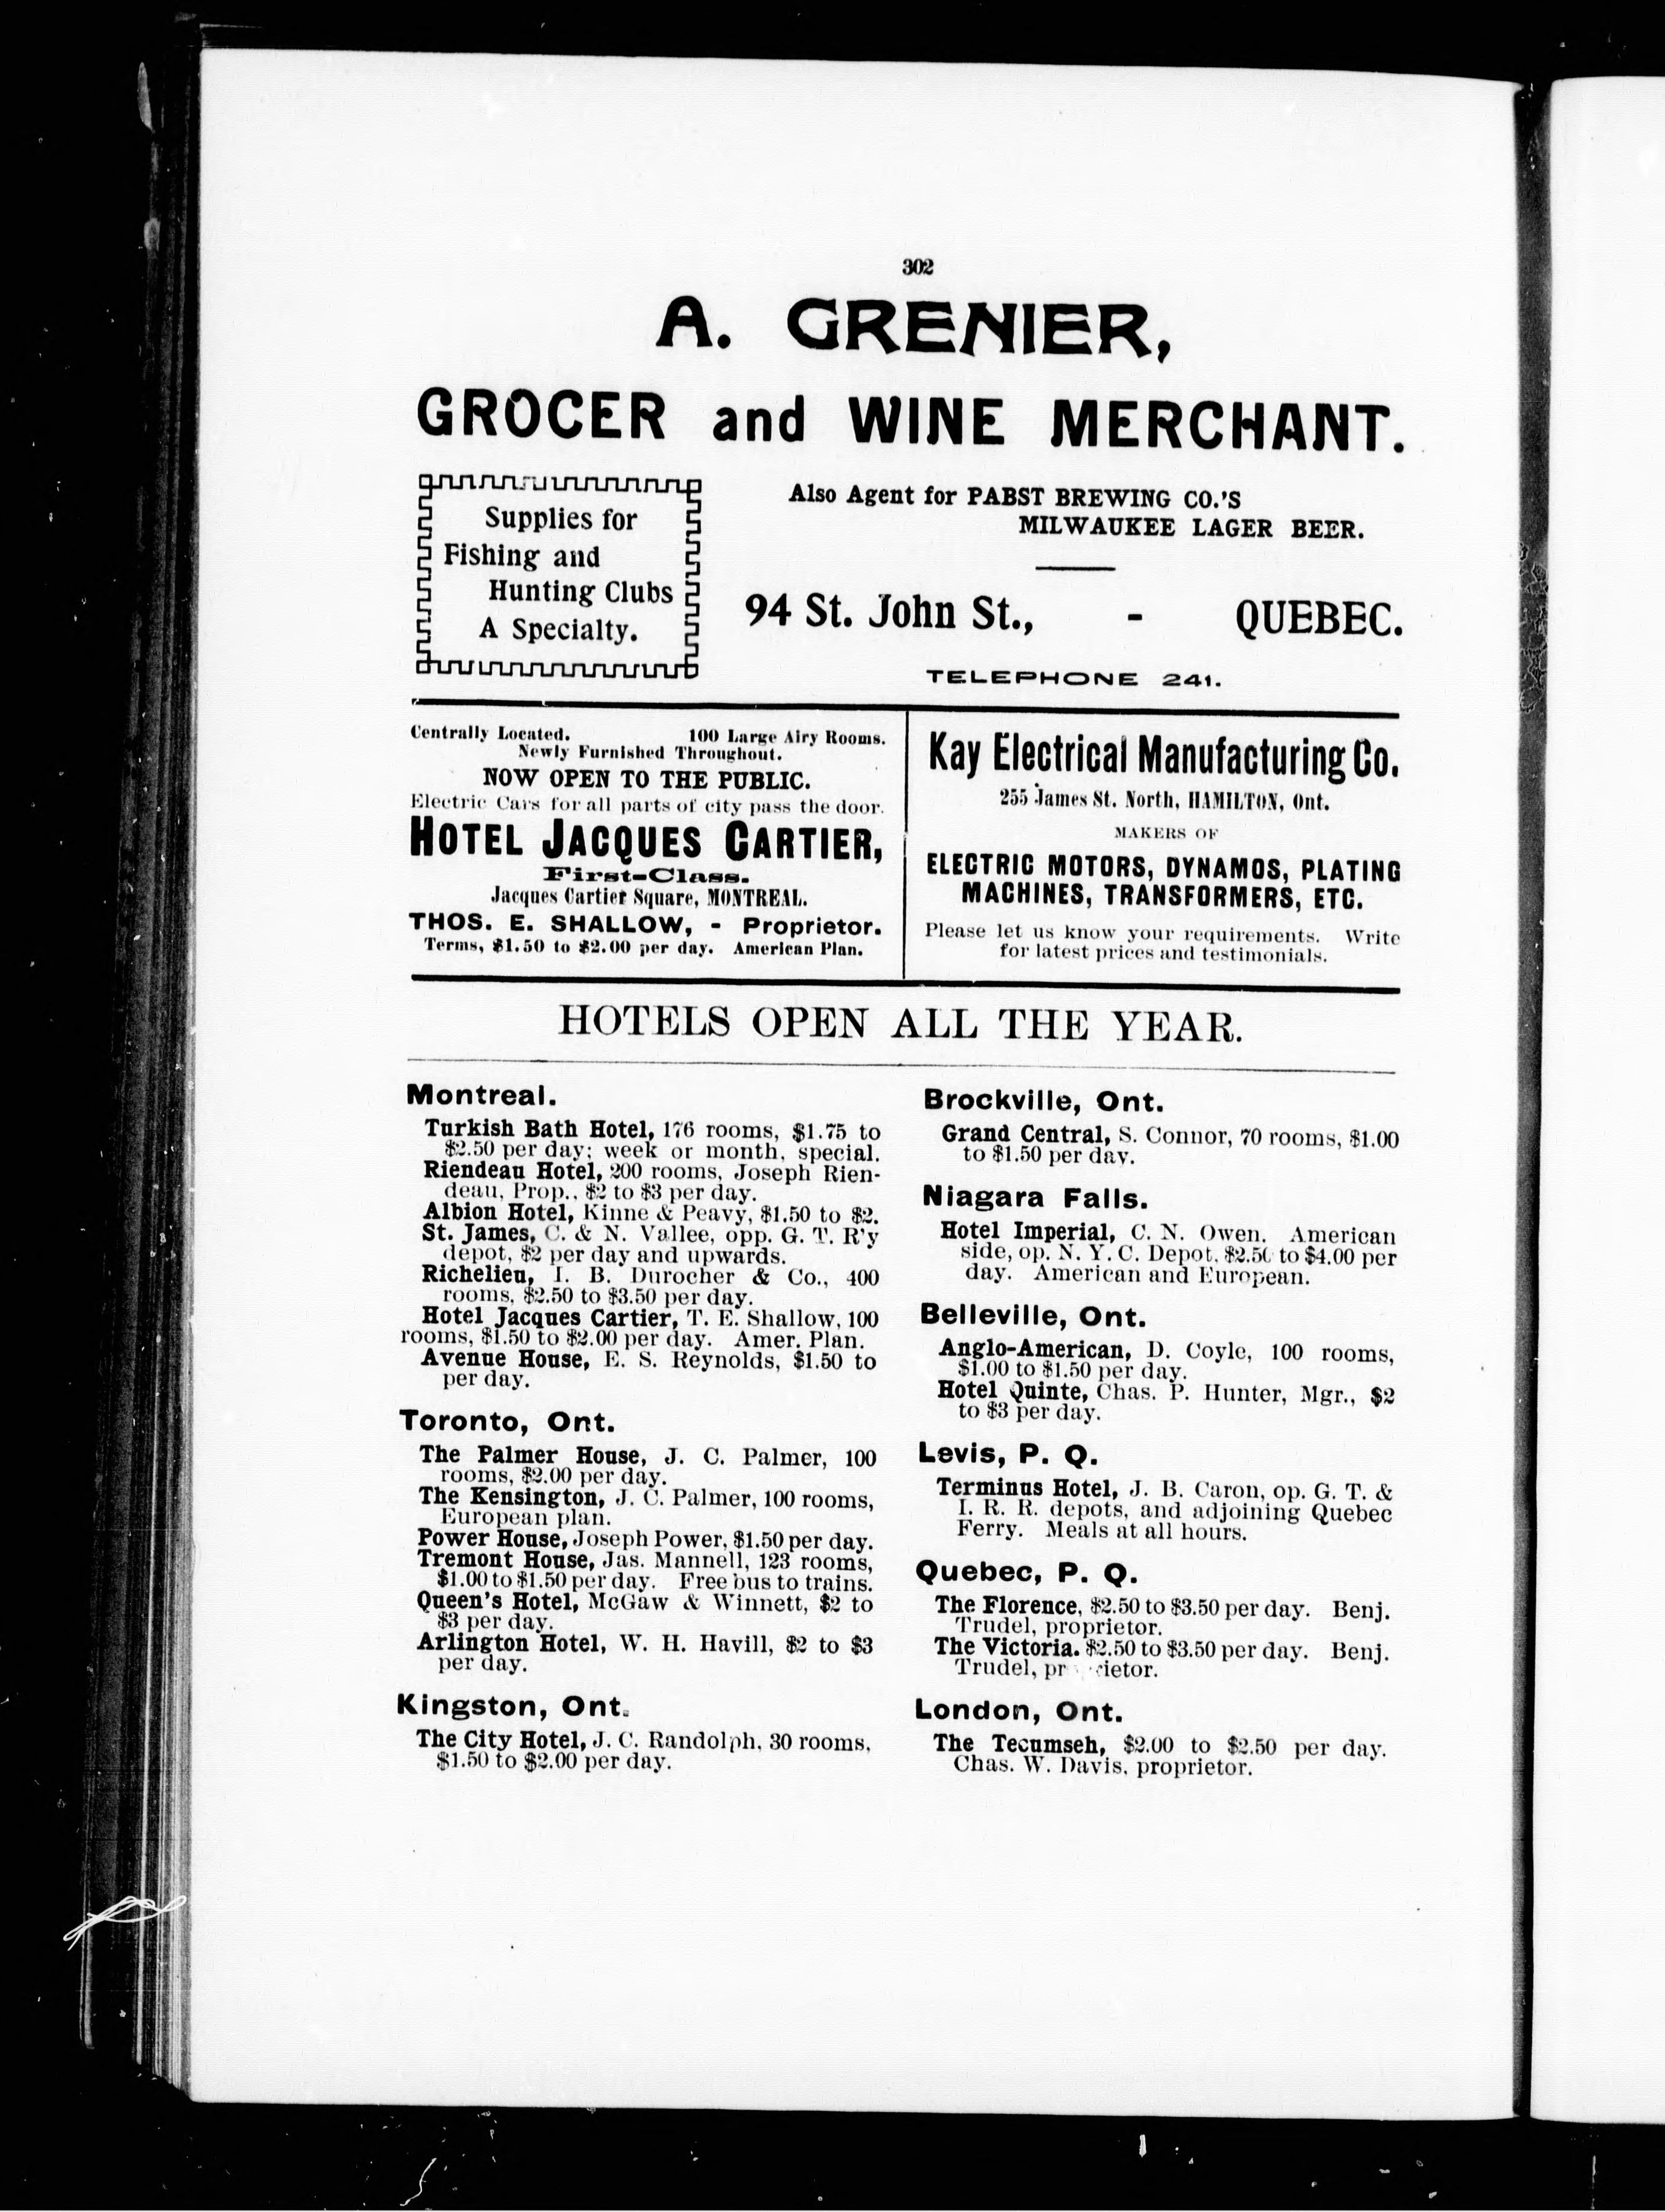 302
A. GRENIER,
GROCER and WINE MERCHANT.
Supplies for
Fishing and
Hunting Clubs
A Specialty.
Also Agent for PABST BREWING CO.'S
MILWAUKEE LAGER BEER.
94 St. John St., - QUEBEC.
TELEPHONE 241.
Centrally Located. 100 Large Airy Rooms.
Newly Furnished Throughout.
NOW OPEN TO THE PUBLIC.
Electric Cars for all parts of city pass the door.
HOTEL JACQUES CARTIER,
First-Class.
Jacques Cartier Square, MONTREAL.
THOS. E. SHALLOW, - Proprietor.
Terms, $1.50 to $2.00 per day. American Plan.
Kay Electrical Manufacturing Co.
255 James St. North, HAMILTON, Ont.
MAKERS OF
ELECTRIC MOTORS, DYNAMOS, PLATING
MACHINES, TRANSFORMERS, ETC.
Please let us know your requirements. Write
for latest prices and testimonials.
HOTELS OPEN ALL THE YEAR.
Montreal.
Turkish Bath Hotel, 176 rooms, $1.75 to
$2.50 per day; week or month, special.
Riendeau Hotel, 200 rooms, Joseph Rien-
deau, Prop., $2 to $3 per day.
Albion Hotel, Kinne & Peavy, $1.50 to $2.
St. James, C. & N. Vallee, opp. G. T. R'y
depot, $2 per day and upwards.
Richelieu, I. B. Durocher & Co., 400
rooms, $2.50 to $3.50 per day.
Hotel Jacques Cartier, T. E. Shallow, 100
rooms, $1.50 to $2.00 per day. Amer. Plan.
Avenue House, E. S. Reynolds, $1.50 to
per day.
Toronto, Ont.
The Palmer House, J. C. Palmer, 100
rooms, $2.00 per day.
The Kensington, J. C. Palmer, 100 rooms,
European plan.
Power House, Joseph Power, $1.50 per day.
Tremont House, Jas. Mannell, 123 rooms,
$1.00 to $1.50 per day. Free bus to trains.
Queen's Hotel, McGaw & Winnett, $2 to
$3 per day.
Arlington Hotel, W. H. Havill, $2 to $3
per day.
Kingston, Ont.
The City Hotel, J. C. Randolph, 30 rooms,
$1.50 to $2.00 per day.
Brockville, Ont.
Grand Central, S. Connor, 70 rooms, $1.00
to $1.50 per day.
Niagara Falls.
Hotel Imperial, C. N. Owen. American
side, op. N. Y. C. Depot, $2.50 to $4.00 per
day. American and European.
Belleville, Ont.
Anglo-American, D. Coyle, 100 rooms,
$1.00 to $1.50 per day.
Hotel Quinte, Chas. P. Hunter, Mgr., $2
to $3 per day.
Levis, P. Q.
Terminus Hotel, J. B. Caron, op. G. T. &
I. R. R. depots, and adjoining Quebec
Ferry. Meals at all hours.
Quebec, P. Q.
The Florence, $2.50 to $3.50 per day. Benj.
Trudel, proprietor.
The Victoria. $2.50 to $3.50 per day. Benj.
Trudel,
London, Ont.
The Tecumseh, $2.00 to $2.50 per day.
Chas. W. Davis, proprietor.